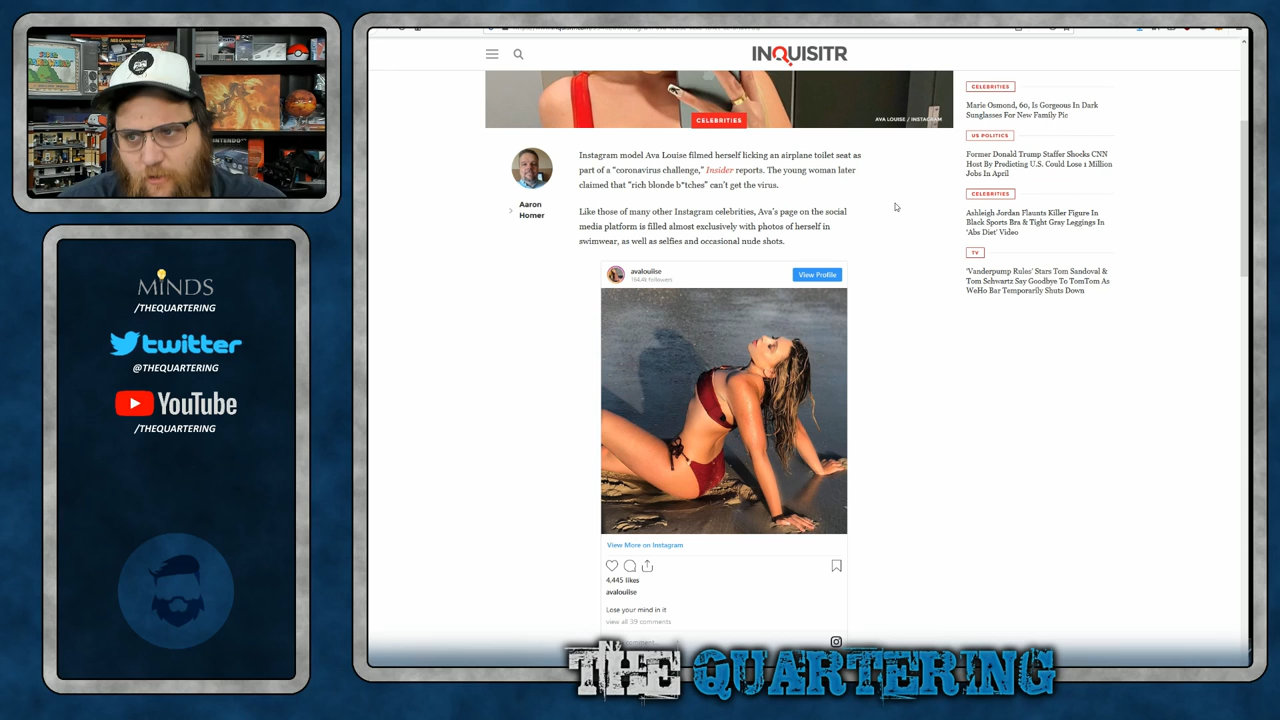 MINDS
/THEQUARTERING
twitter
@THEQUARTERING
YouTube
/THEQUARTERING
INQUISITR
CELEBRITIES
AVA LOUISE / INSTAGRAM
Aaron
Homer
Instagram model Ava Louise filmed herself licking an airplane toilet seat as
part of a “coronavirus challenge,” Insider reports. The young woman later
claimed that “rich blonde b*tches” can’t get the virus.
Like those of many other Instagram celebrities, Ava’s page on the social
media platform is filled almost exclusively with photos of herself in
swimwear, as well as selfies and occasional nude shots.
avalouiise
followers
View Profile
View More on Instagram
4,445 likes
avalouiise
Lose your mind in it
view all 39 comments
CELEBRITIES
Marie Osmond, 60, Is Gorgeous In Dark
Sunglasses For New Family Pic
US POLITICS
Former Donald Trump Staffer Shocks CNN
Host By Predicting U.S. Could Lose 1 Million
Jobs In April
CELEBRITIES
Ashleigh Jordan Flaunts Killer Figure In
Black Sports Bra & Tight Gray Leggings In
‘Abs Diet’ Video
TV
‘Vanderpump Rules’ Stars Tom Sandoval &
Tom Schwartz Say Goodbye To TomTom As
WeHo Bar Temporarily Shuts Down
THE QUARTERING